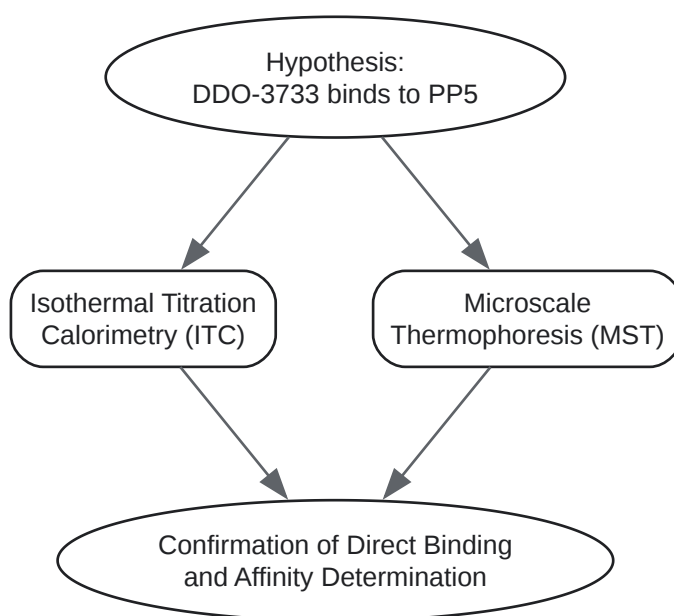 Hypothesis:
DDO-3733 binds to PP5
Isothermal Titration
Calorimetry (ITC)
Microscale
Thermophoresis (MST)
Confirmation of Direct Binding
and Affinity Determination